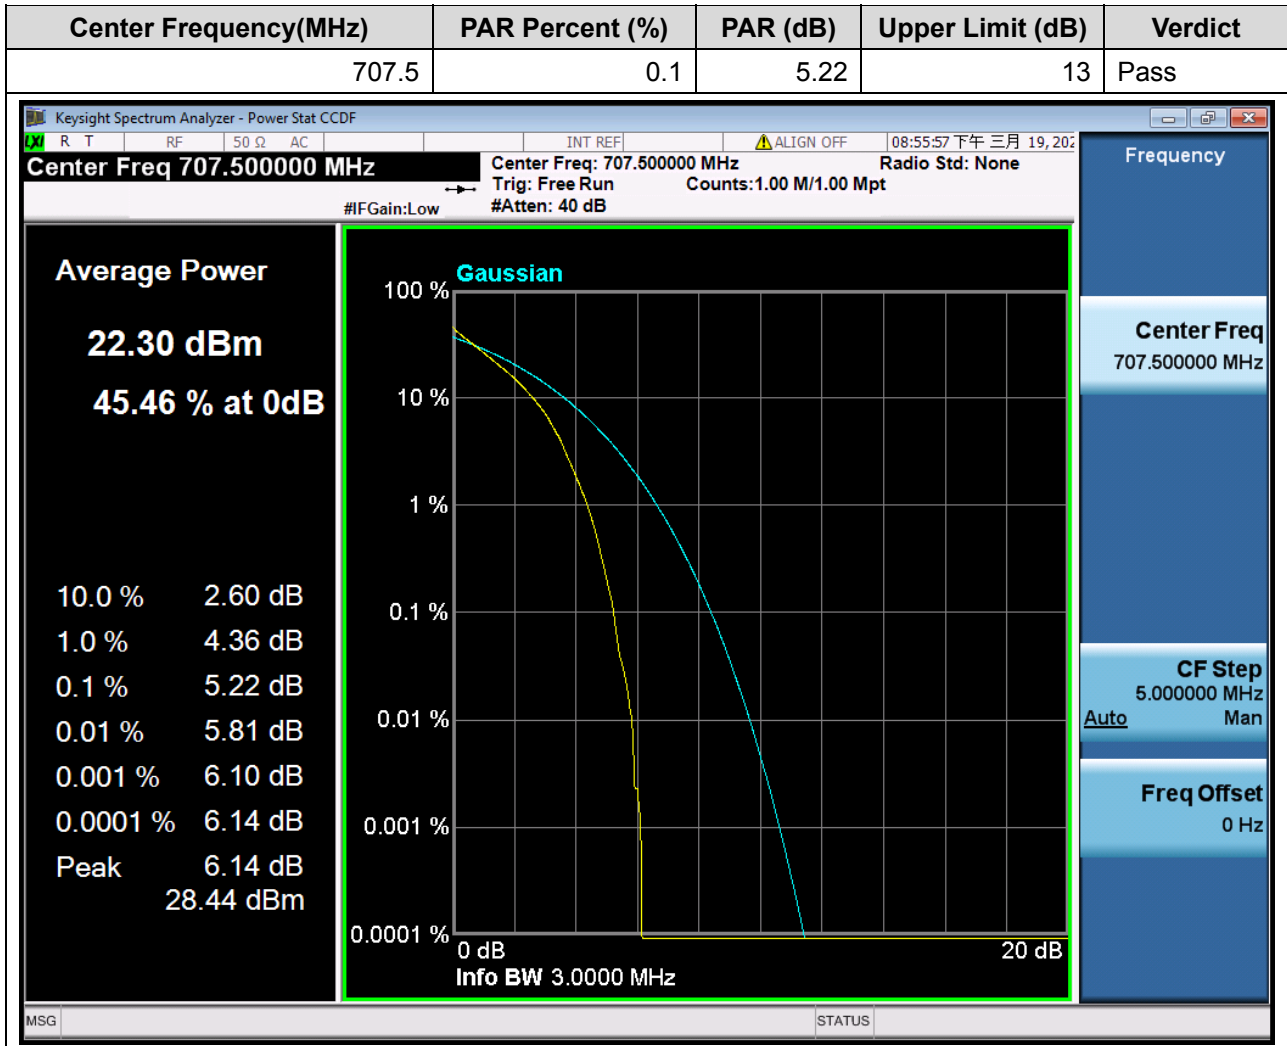 Center Frequency(MHz) PAR Percent (%) PAR (dB) Upper Limit (dB) Verdict
707.5 0.1 5.22 13 Pass
Keysight Spectrum Analyzer - Power Stat CCDF
LXI R T RF 50 Ω AC INT REF ALIGN OFF 08:55:57 下午 三月 19, 202
Center Freq 707.500000 MHz
#IFGain:Low
Center Freq: 707.500000 MHz Radio Std: None
Trig: Free Run Counts:1.00 M/1.00 Mpt
#Atten: 40 dB
Average Power
22.30 dBm
45.46 % at 0dB
10.0 % 2.60 dB
1.0 % 4.36 dB
0.1 % 5.22 dB
0.01 % 5.81 dB
0.001 % 6.10 dB
0.0001 % 6.14 dB
Peak 6.14 dB
28.44 dBm
Gaussian
100 %
10 %
1 %
0.1 %
0.01 %
0.001 %
0.0001 %
0 dB 20 dB
Info BW 3.0000 MHz
Frequency
Center Freq
707.500000 MHz
CF Step
5.000000 MHz
Auto Man
Freq Offset
0 Hz
MSG STATUS